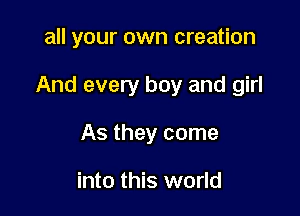 all your own creation
And every boy and girl
As they come
into this world